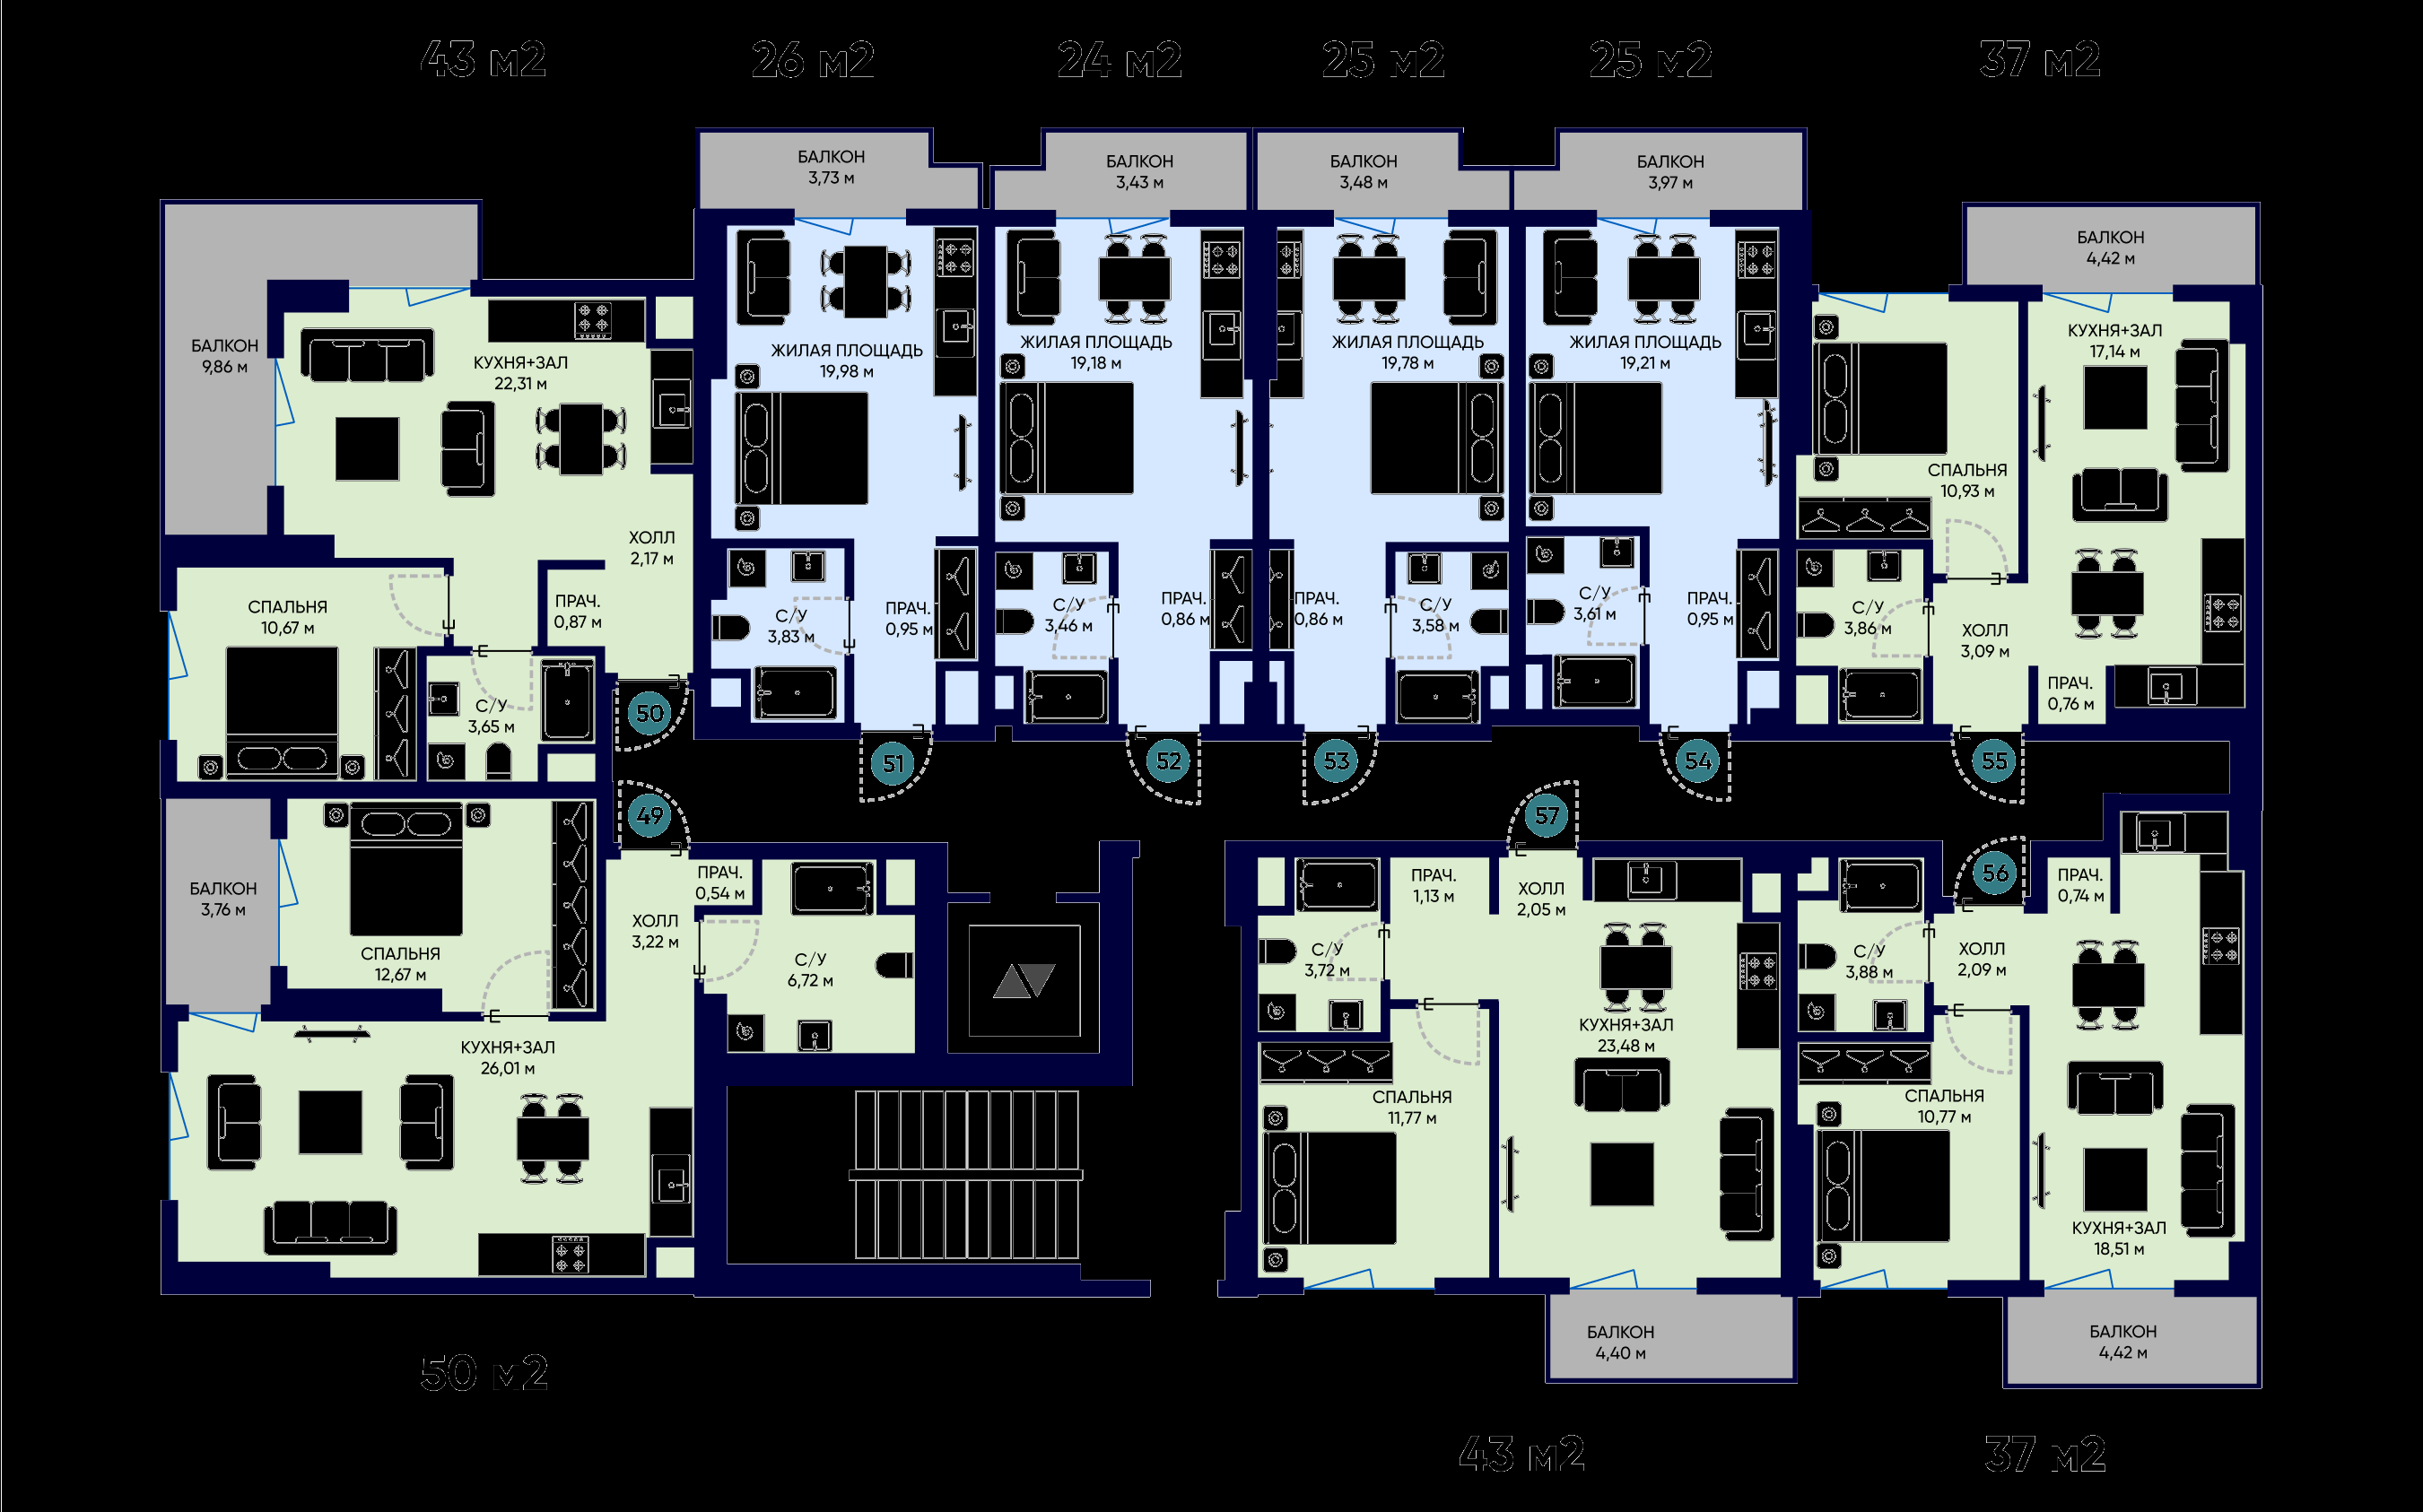 43 м2
26 м2
24 м2
25 м2
25 м2
37 м2
БАЛКОН
3,73 м
БАЛКОН
3,43 м
БАЛКОН
3,48 м
БАЛКОН
3,97 м
БАЛКОН
4,42 м
БАЛКОН
9,86 м
КУХНЯ+ЗАЛ
22,31 м
ЖИЛАЯ ПЛОЩАДЬ
19,98 м
ЖИЛАЯ ПЛОЩАДЬ
19,18 м
ЖИЛАЯ ПЛОЩАДЬ
19,78 м
ЖИЛАЯ ПЛОЩАДЬ
19,21 м
КУХНЯ+ЗАЛ
17,14 м
СПАЛЬНЯ
10,93 м
ХОЛЛ
2,17 м
СПАЛЬНЯ
10,67 м
ПРАЧ.
0,87 м
С/У
3,83 м
ПРАЧ.
0,95 м
С/У
3,46 м
ПРАЧ.
0,86 м
ПРАЧ.
0,86 м
С/У
3,58 м
С/У
3,61 м
ПРАЧ.
0,95 м
С/У
3,86 м
ХОЛЛ
3,09 м
ПРАЧ.
0,76 м
С/У
3,65 м
50
51
52
53
54
55
49
57
56
БАЛКОН
3,76 м
СПАЛЬНЯ
12,67 м
ХОЛЛ
3,22 м
ПРАЧ.
0,54 м
С/У
6,72 м
ПРАЧ.
1,13 м
ХОЛЛ
2,05 м
С/У
3,72 м
С/У
3,88 м
ХОЛЛ
2,09 м
ПРАЧ.
0,74 м
КУХНЯ+ЗАЛ
26,01 м
КУХНЯ+ЗАЛ
23,48 м
СПАЛЬНЯ
11,77 м
СПАЛЬНЯ
10,77 м
КУХНЯ+ЗАЛ
18,51 м
БАЛКОН
4,40 м
БАЛКОН
4,42 м
50 м2
43 м2
37 м2